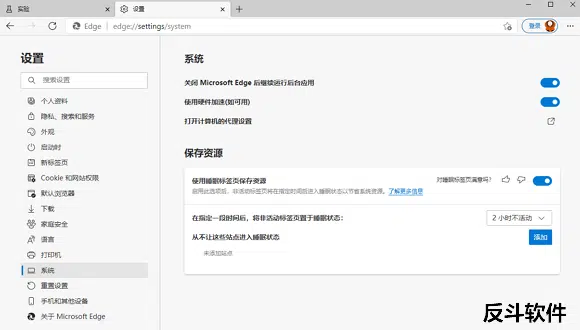 实验
设置
Edge | edge://settings/system
登录
设置
搜索设置
个人资料
隐私、搜索和服务
外观
启动时
新标签页
Cookie 和网站权限
默认浏览器
下载
家庭安全
语言
打印机
系统
重置设置
手机和其他设备
关于 Microsoft Edge
系统
关闭 Microsoft Edge 后继续运行后台应用
使用硬件加速(如可用)
打开计算机的代理设置
保存资源
使用睡眠标签页保存资源
对睡眠标签页满意吗?
启用此选项后，非活动标签页将在指定时间后进入睡眠状态以节省系统资源。了解更多信息
在指定一段时间后，将非活动标签页置于睡眠状态:
2 小时不活动
从不让这些站点进入睡眠状态
添加
未添加站点
反斗软件